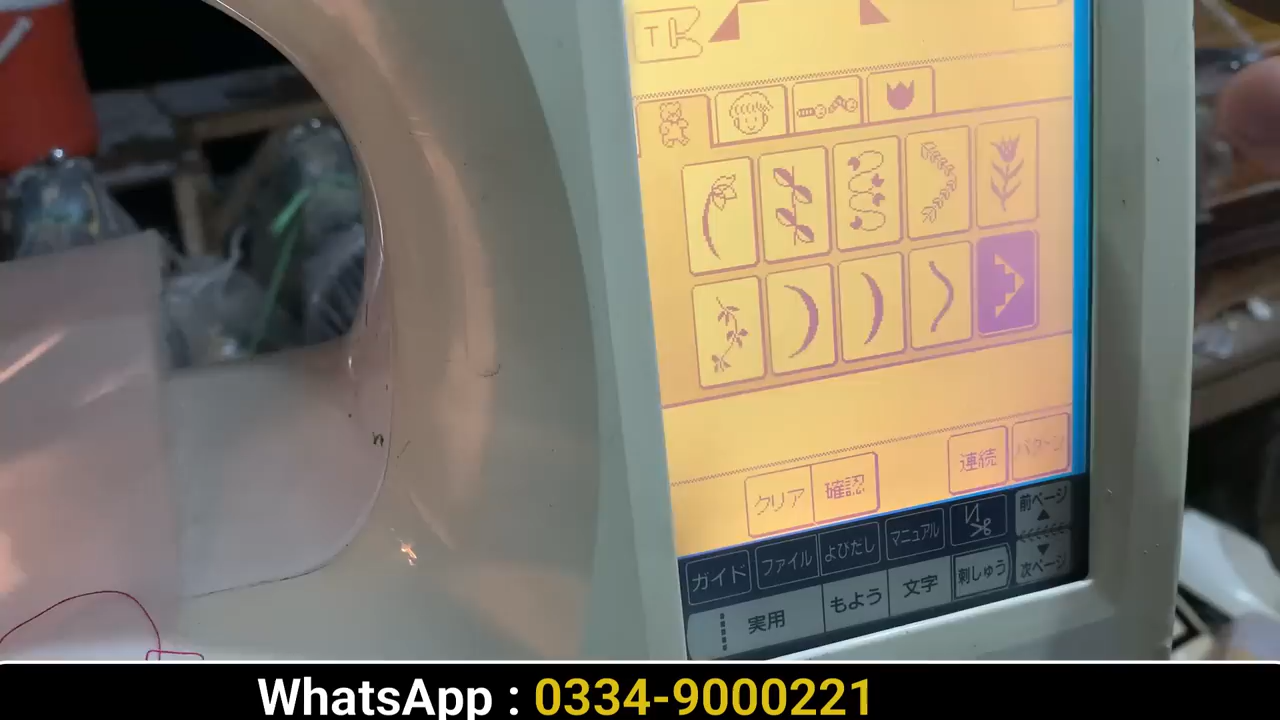 T
連続
パターン
クリア 確認
前ページ
ガイド ファイル よびだし マニュアル
次ページ
実用 もよう 文字 刺しゅう
WhatsApp : 0334-9000221